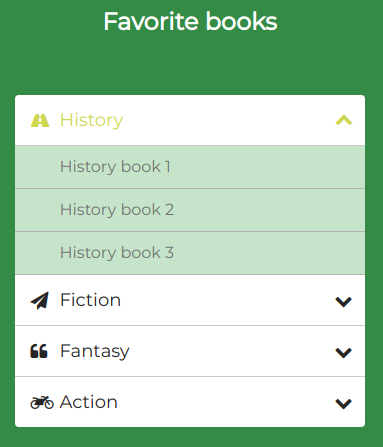 Favorite books
History
History book 1
History book 2
History book 3
Fiction
Fantasy
Action